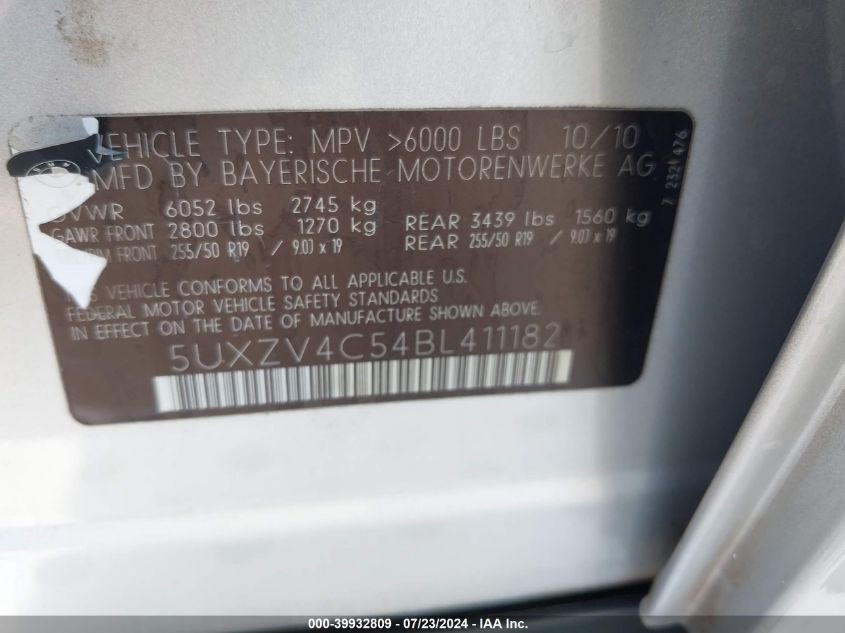 VEHICLE TYPE: MPV >6000 LBS 10/10
MFD BY BAYERISCHE MOTORENWERKE AG
GVWR 6052 lbs 2745 kg
GAWR FRONT 2800 lbs 1270 kg REAR 3439 lbs 1560 kg
FRONT 255/50 R19 / 9.0J x 19 REAR 255/50 R19 / 9.0J x 19
THIS VEHICLE CONFORMS TO ALL APPLICABLE U.S.
FEDERAL MOTOR VEHICLE SAFETY STANDARDS
IN EFFECT ON THE DATE OF MANUFACTURE SHOWN ABOVE.
5UXZV4C54BL411182
7 232 476
000-39932809 - 07/23/2024 - IAA Inc.